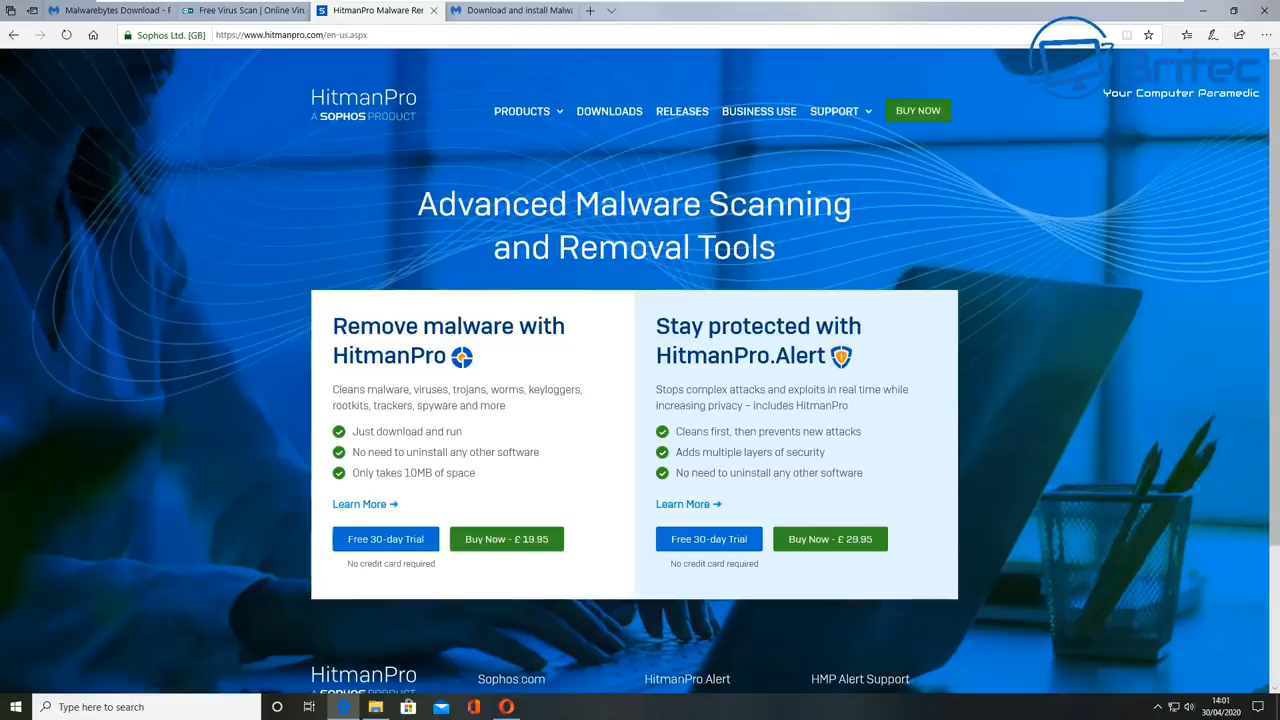 Malwarebytes Download - F
Free Virus Scan | Online Viru
HitmanPro Malware Rer
Download and install Malwa
Sophos Ltd. [GB]
https://www.hitmanpro.com/en-us.aspx
Britec
Your Computer Paramedic
HitmanPro
A SOPHOS PRODUCT
PRODUCTS
DOWNLOADS
RELEASES
BUSINESS USE
SUPPORT
BUY NOW
Advanced Malware Scanning
and Removal Tools
Remove malware with
HitmanPro
Cleans malware, viruses, trojans, worms, keyloggers,
rootkits, trackers, spyware and more
Just download and run
No need to uninstall any other software
Only takes 10MB of space
Learn More →
Free 30-day Trial
Buy Now - £ 19.95
No credit card required
Stay protected with
HitmanPro.Alert
Stops complex attacks and exploits in real time while
increasing privacy – includes HitmanPro
Cleans first, then prevents new attacks
Adds multiple layers of security
No need to uninstall any other software
Learn More →
Free 30-day Trial
Buy Now - £ 29.95
No credit card required
HitmanPro
A SOPHOS PRODUCT
Sophos.com
HitmanPro.Alert
HMP Alert Support
Type here to search
14:01
30/04/2020